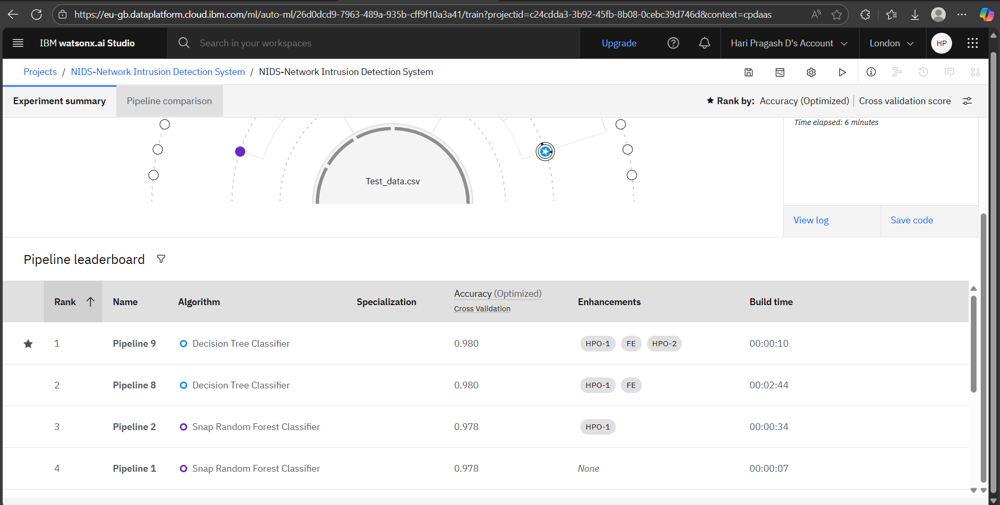 https://eu-gb.dataplatform.cloud.ibm.com/ml/auto-ml/26d0dcd9-7963-489a-935b-cff9f10a3a41/train?projectid=c24cdda3-3b92-45fb-8b08-0cebc39d746d&context=cpdaas
IBM watsonx.ai Studio Search in your workspaces Upgrade Hari Pragash D's Account London HP
Projects / NIDS-Network Intrusion Detection System / NIDS-Network Intrusion Detection System
Experiment summary Pipeline comparison Rank by: Accuracy (Optimized) Cross validation score
Time elapsed: 6 minutes
Test_data.csv
View log Save code
Pipeline leaderboard
Rank Name Algorithm Specialization Accuracy (Optimized) Enhancements Build time
Cross Validation
1 Pipeline 9 Decision Tree Classifier 0.980 HPO-1 FE HPO-2 00:00:10
2 Pipeline 8 Decision Tree Classifier 0.980 HPO-1 FE 00:02:44
3 Pipeline 2 Snap Random Forest Classifier 0.978 HPO-1 00:00:34
4 Pipeline 1 Snap Random Forest Classifier 0.978 None 00:00:07